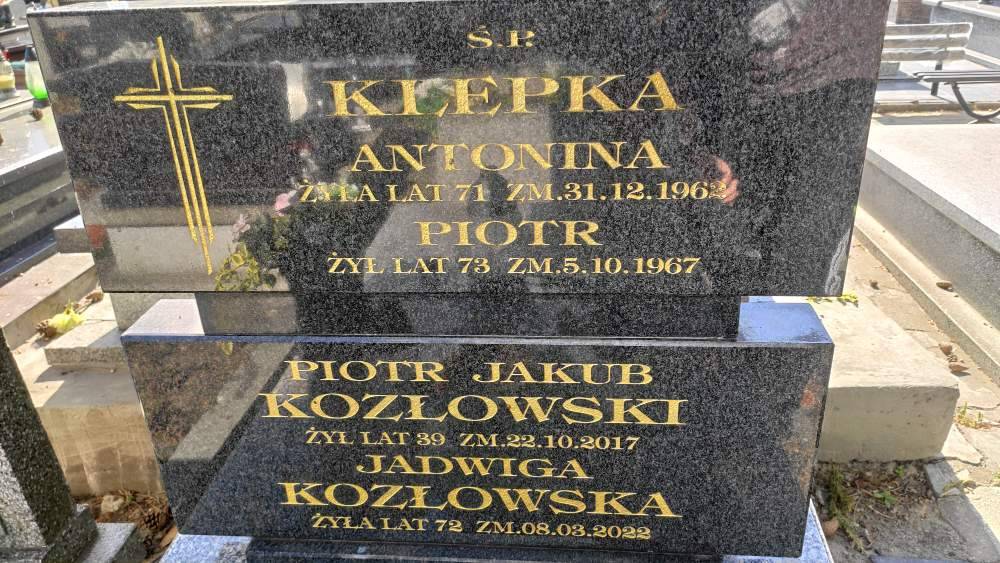 Ś.P.
KLEPKA
ANTONINA
ŻYŁA LAT 71 ZM.31.12.1962
PIOTR
ŻYŁ LAT 73 ZM.5.10.1967
PIOTR JAKUB
KOZŁOWSKI
ŻYŁ LAT 39 ZM.22.10.2017
JADWIGA
KOZŁOWSKA
ŻYŁA LAT 72 ZM.08.03.2022